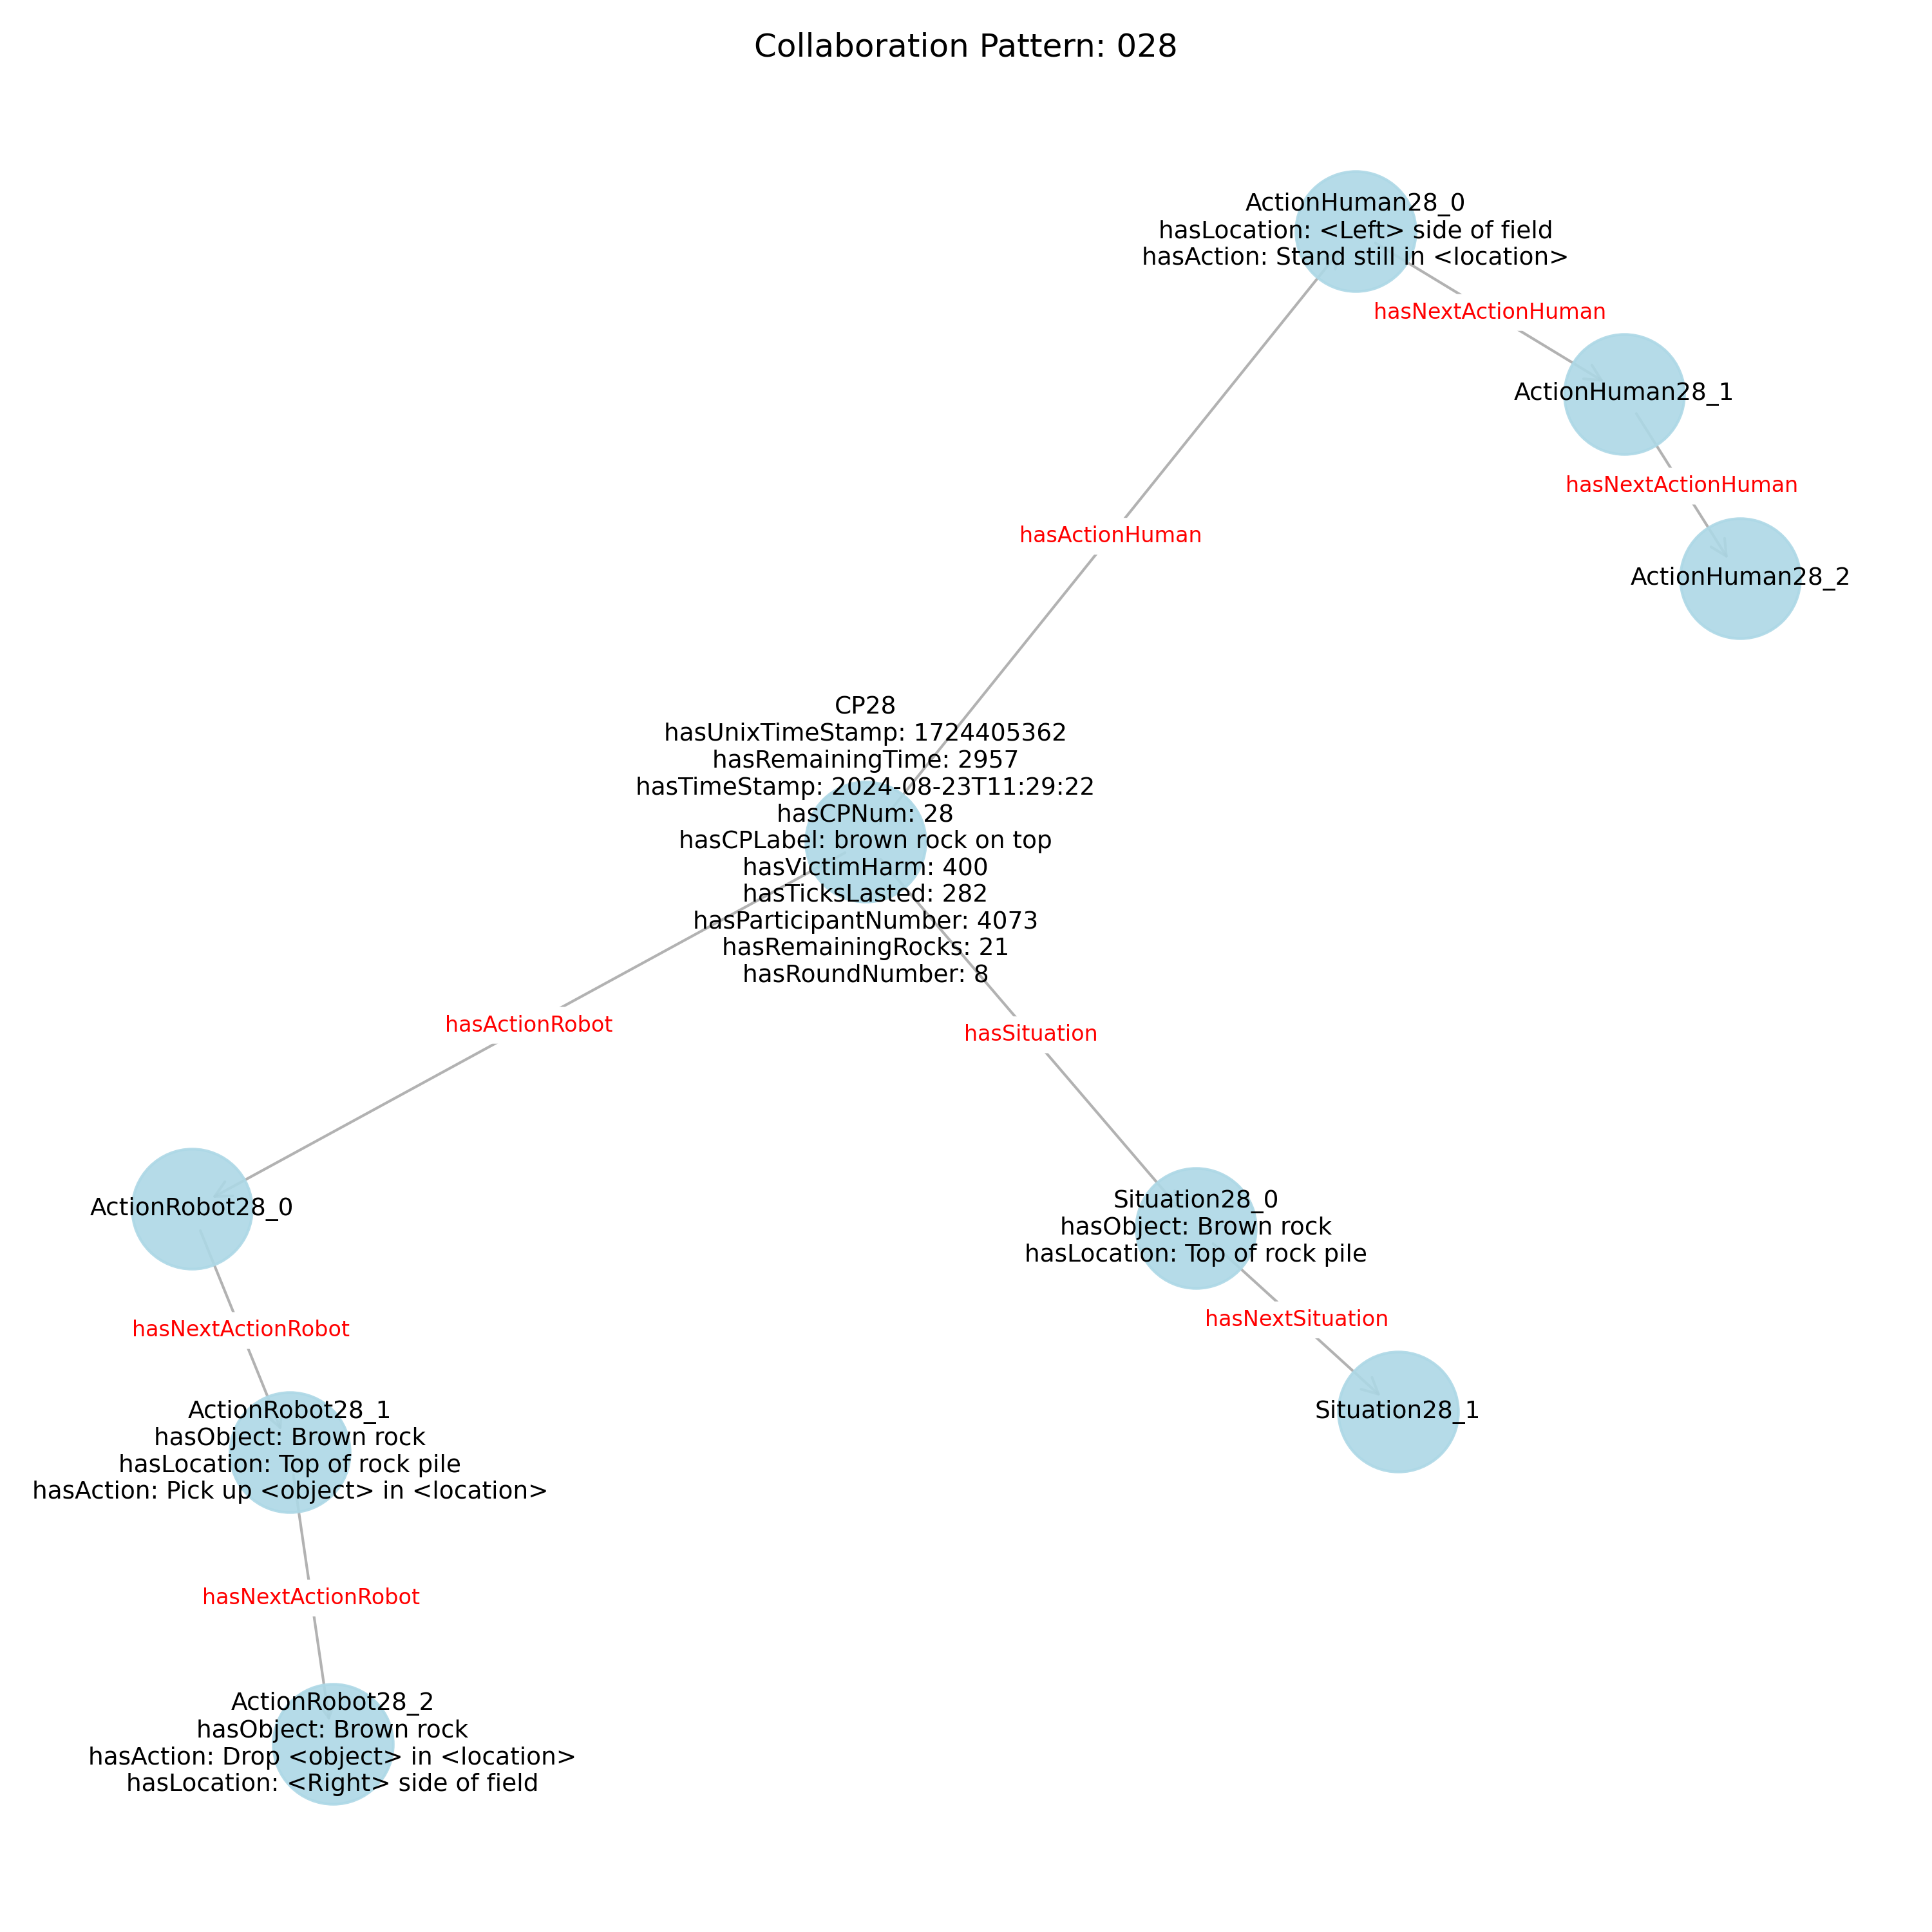 Collaboration Pattern: 028
ActionHuman28_0
hasLocation: <Left> side of field
hasAction: Stand still in <location>
hasNextActionHuman
ActionHuman28_1
hasNextActionHuman
hasActionHuman
ActionHuman28_2
CP28
hasUnixTimeStamp: 1724405362
hasRemainingTime: 2957
hasTimeStamp: 2024-08-23T11:29:22
hasCPNum: 28
hasCPLabel: brown rock on top
hasVictimHarm: 400
hasTicksLasted: 282
hasParticipantNumber: 4073
hasRemainingRocks: 21
hasRoundNumber: 8
hasActionRobot
hasSituation
ActionRobot28_0
Situation28_0
hasObject: Brown rock
hasLocation: Top of rock pile
hasNextSituation
hasNextActionRobot
Situation28_1
ActionRobot28_1
hasObject: Brown rock
hasLocation: Top of rock pile
hasAction: Pick up <object> in <location>
hasNextActionRobot
ActionRobot28_2
hasObject: Brown rock
hasAction: Drop <object> in <location>
hasLocation: <Right> side of field